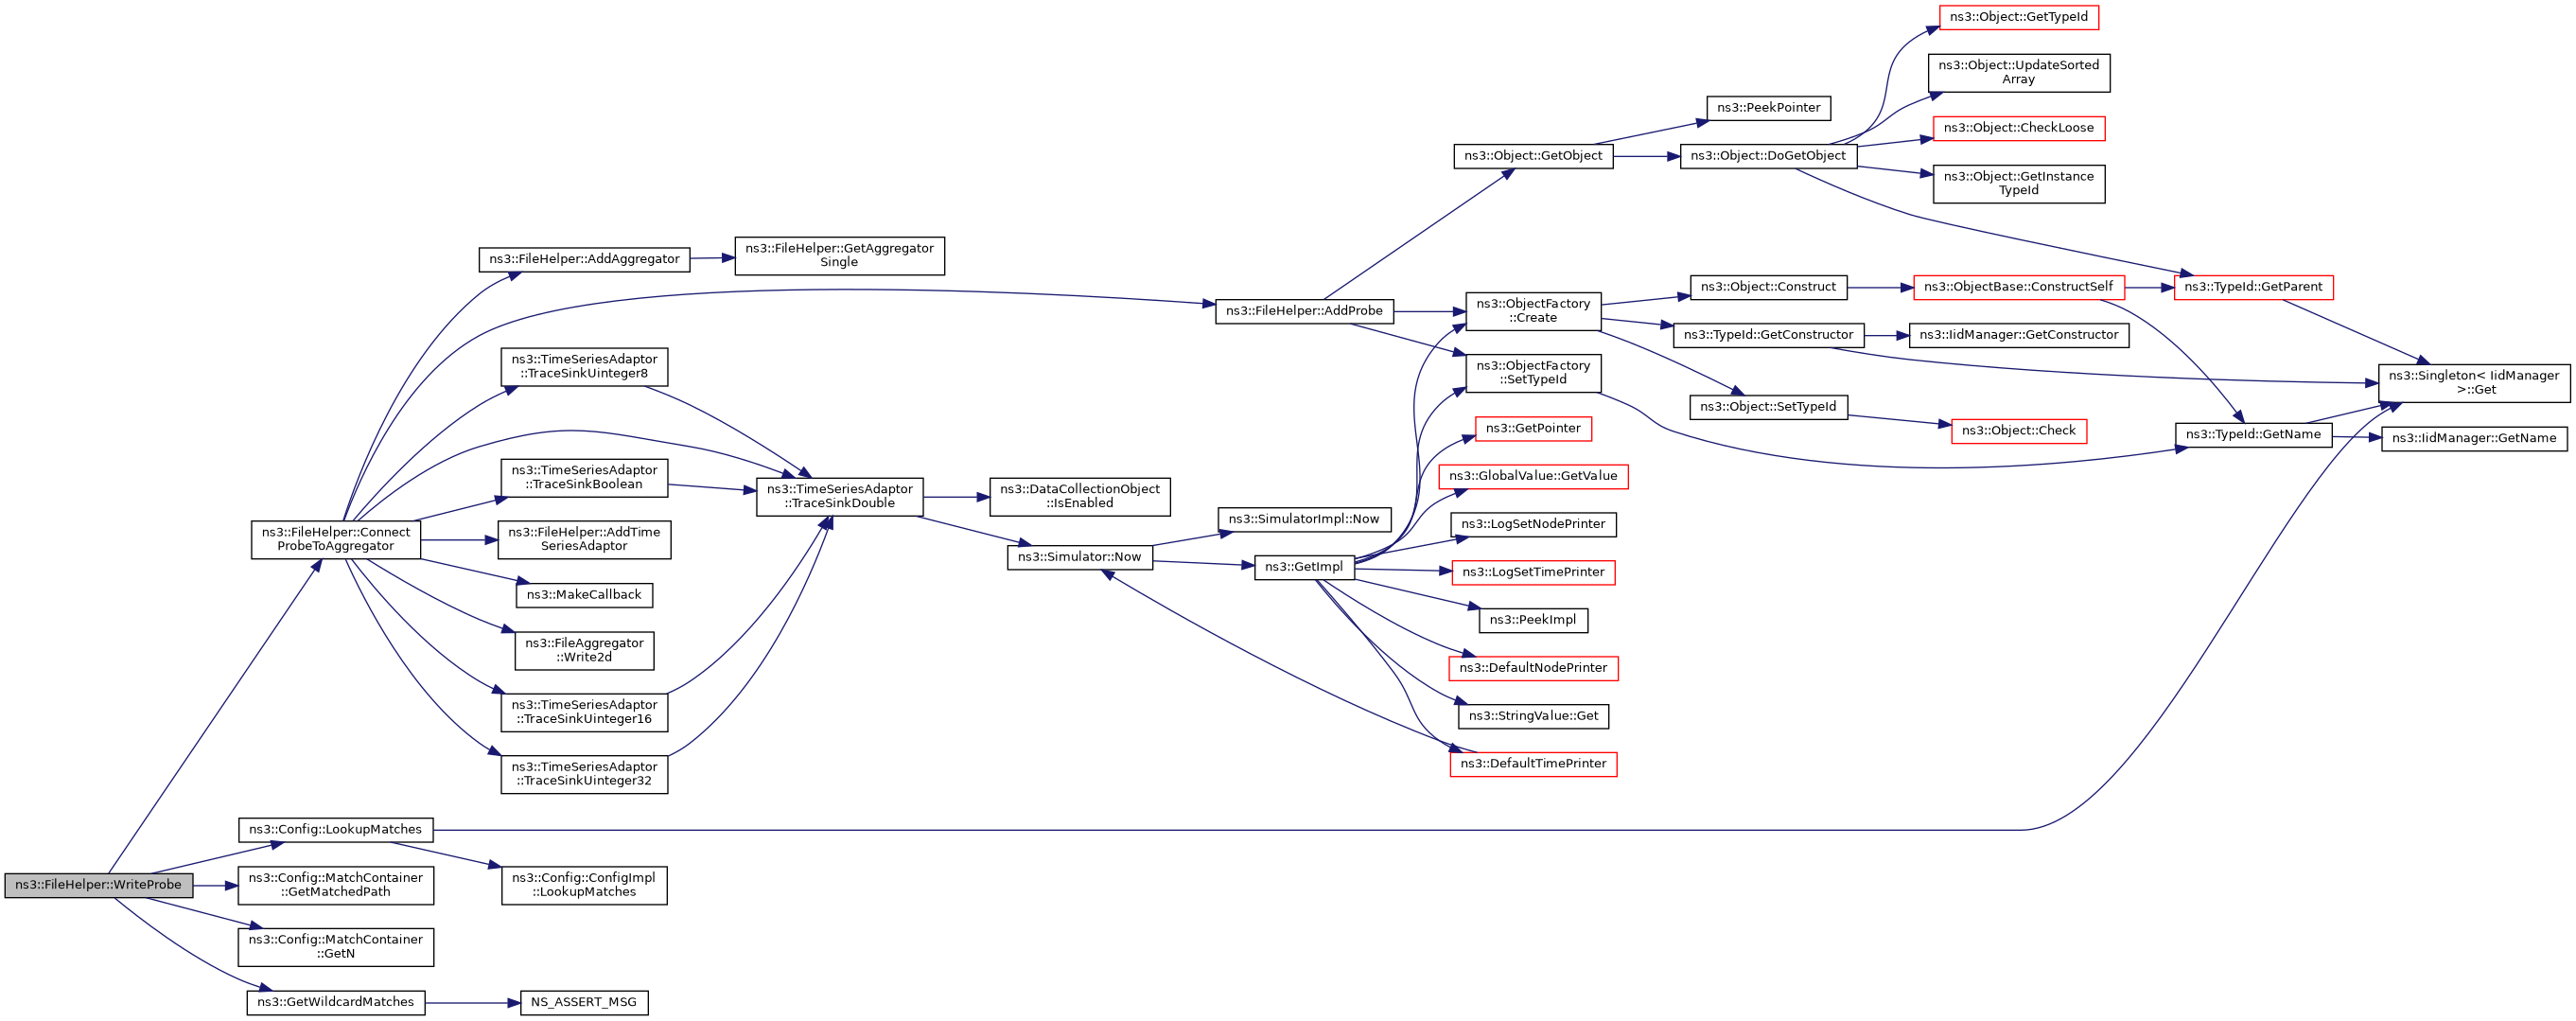 ns3::FileHelper::WriteProbe
ns3::FileHelper::Connect
ProbeToAggregator
ns3::Config::LookupMatches
ns3::Config::MatchContainer
::GetMatchedPath
ns3::Config::MatchContainer
::GetN
ns3::GetWildcardMatches
ns3::FileHelper::AddAggregator
ns3::TimeSeriesAdaptor
::TraceSinkUinteger8
ns3::TimeSeriesAdaptor
::TraceSinkBoolean
ns3::FileHelper::AddTime
SeriesAdaptor
ns3::MakeCallback
ns3::FileAggregator
::Write2d
ns3::TimeSeriesAdaptor
::TraceSinkUinteger16
ns3::TimeSeriesAdaptor
::TraceSinkUinteger32
ns3::Config::ConfigImpl
::LookupMatches
NS_ASSERT_MSG
ns3::FileHelper::GetAggregator
Single
ns3::TimeSeriesAdaptor
::TraceSinkDouble
ns3::DataCollectionObject
::IsEnabled
ns3::Simulator::Now
ns3::FileHelper::AddProbe
ns3::SimulatorImpl::Now
ns3::GetImpl
ns3::Object::GetObject
ns3::ObjectFactory
::Create
ns3::ObjectFactory
::SetTypeId
ns3::GetPointer
ns3::GlobalValue::GetValue
ns3::LogSetNodePrinter
ns3::LogSetTimePrinter
ns3::PeekImpl
ns3::DefaultNodePrinter
ns3::StringValue::Get
ns3::DefaultTimePrinter
ns3::PeekPointer
ns3::Object::DoGetObject
ns3::Object::Construct
ns3::TypeId::GetConstructor
ns3::Object::SetTypeId
ns3::Object::GetTypeId
ns3::Object::UpdateSorted
Array
ns3::Object::CheckLoose
ns3::Object::GetInstance
TypeId
ns3::ObjectBase::ConstructSelf
ns3::IidManager::GetConstructor
ns3::Object::Check
ns3::TypeId::GetParent
ns3::TypeId::GetName
ns3::Singleton< IidManager
>::Get
ns3::IidManager::GetName